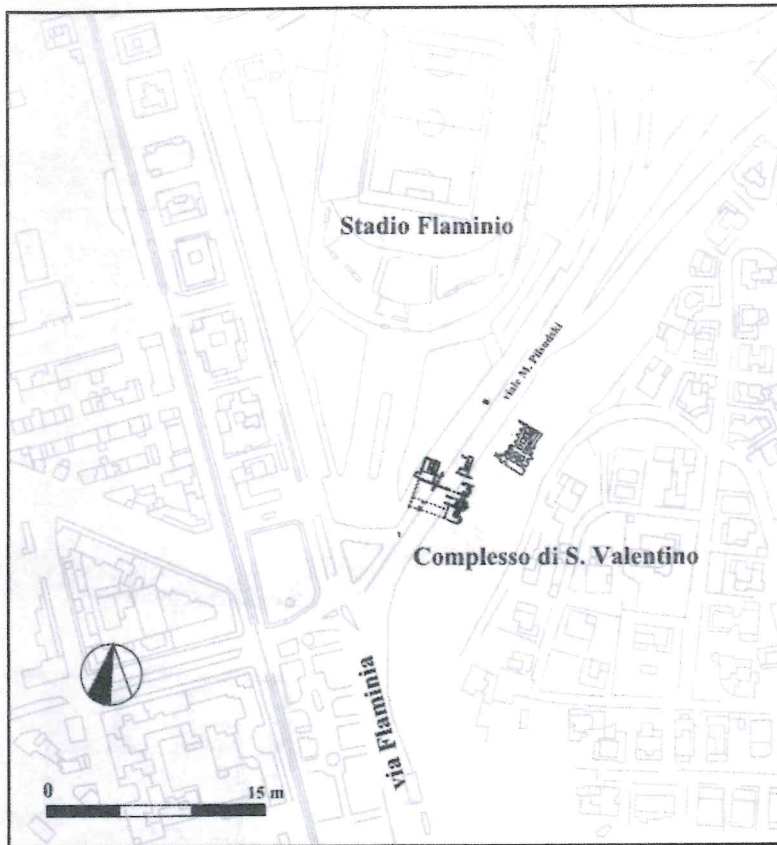 Stadio Flaminio
viale M. Pilsudski
Complesso di S. Valentino
via Flaminia
0 15 m